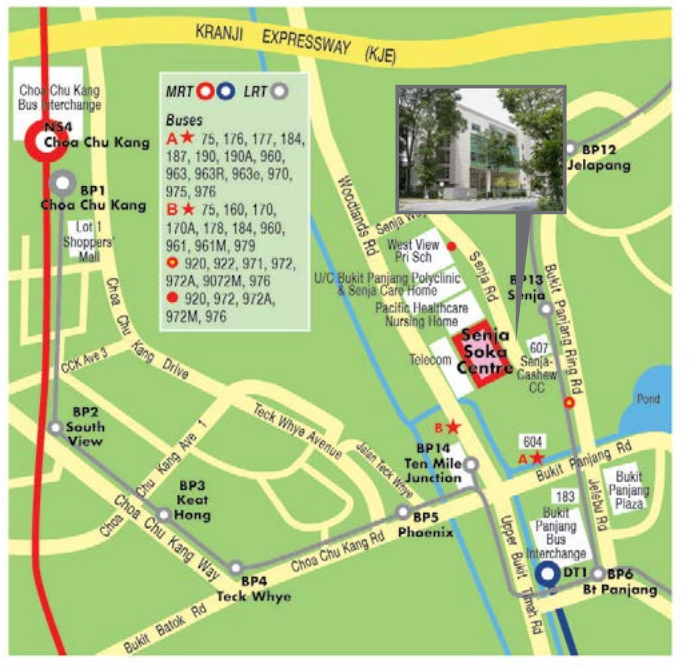 KRANJI EXPRESSWAY (KJE)
Choa Chu Kang
Bus Interchange
NS4
Choa Chu Kang
BP1
Choa Chu Kang
Lot 1
Shoppers'
Mall
MRT LRT
Buses
A★ 75, 176, 177, 184,
187, 190, 190A, 960,
963, 963R, 963e, 970,
975, 976
B★ 75, 160, 170,
170A, 178, 184, 960,
961, 961M, 979
920, 922, 971, 972,
972A, 9072M, 976
920, 972, 972A,
972M, 976
BP12
Jelapang
Woodlands Rd
Senja Way
Senja Rd
West View
Pri Sch
U/C Bukit Panjang Polyclinic
& Senja Care Home
Pacific Healthcare
Nursing Home
BP13
Senja
Bukit Panjang Ring Rd
Senja
Soka
Centre
Telecom
607
Senja-
Cashew
CC
Pond
Choa Chu Kang Drive
CCK Ave 3
Teck Whye Avenue
Jalan Teck Whye
BP2
South
View
Choa Chu Kang Ave 1
BP3
Keat
Hong
Choa Chu Kang Way
B★
604
A★
BP14
Ten Mile
Junction
Bukit Panjang Rd
Jelebu Rd
Bukit
Panjang
Plaza
183
Bukit
Panjang
Bus
Interchange
BP5
Phoenix
Choa Chu Kang Rd
BP4
Teck Whye
Bukit Batok Rd
Upper Bukit Timah Rd
DT1
BP6
Bt Panjang